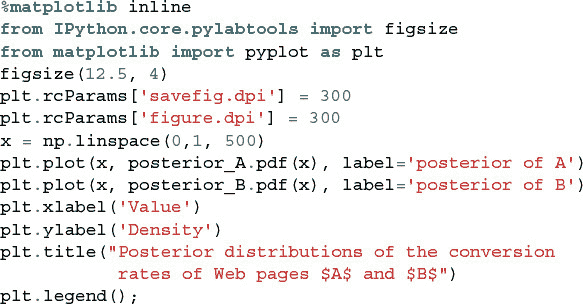 %matplotlib inline
from IPython.core.pylabtools import figsize
from matplotlib import pyplot as plt
figsize(12.5, 4)
plt.rcParams['savefig.dpi'] = 300
plt.rcParams['figure.dpi'] = 300
x = np.linspace(0,1, 500)
plt.plot(x, posterior_A.pdf(x), label='posterior of A')
plt.plot(x, posterior_B.pdf(x), label='posterior of B')
plt.xlabel('Value')
plt.ylabel('Density')
plt.title("Posterior distributions of the conversion
rates of Web pages $A$ and $B$")
plt.legend();